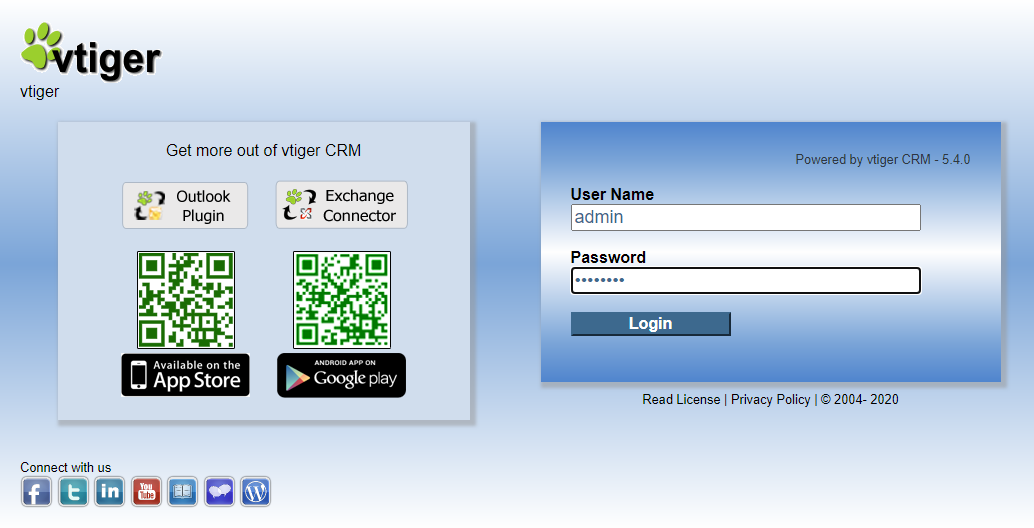 vtiger
vtiger
Get more out of vtiger CRM
Outlook
Plugin
Exchange
Connector
Available on the
App Store
ANDROID APP ON
Google play
Powered by vtiger CRM - 5.4.0
User Name
admin
Password
••••••••
Login
Read License | Privacy Policy | © 2004- 2020
Connect with us
f t in You Tube W